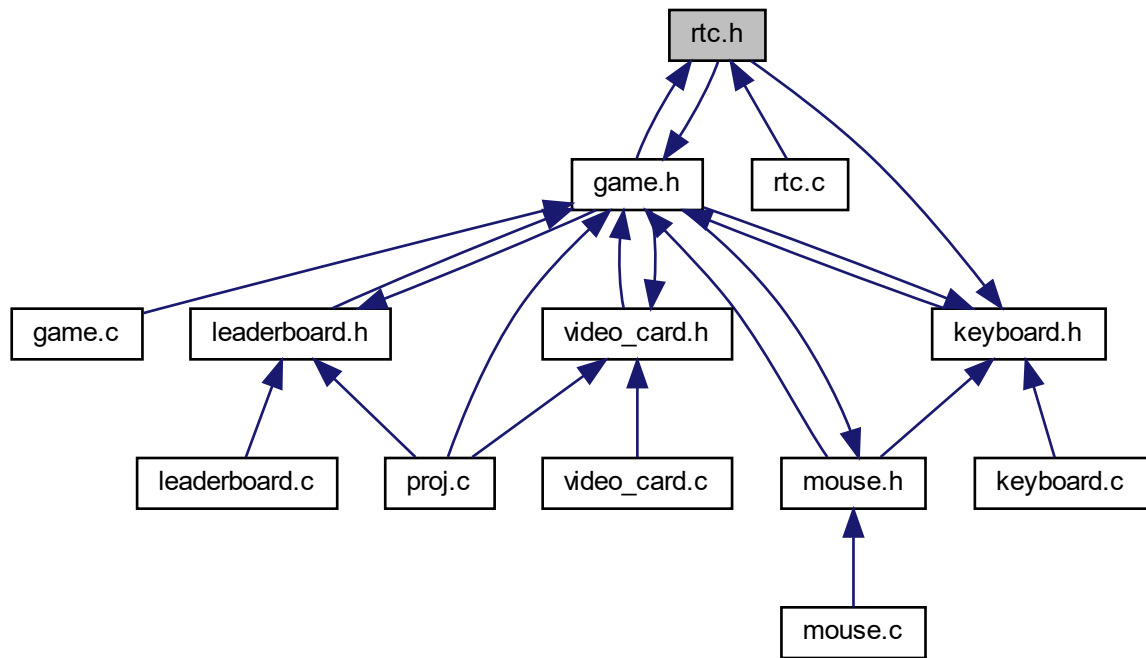 rtc.h
game.h
rtc.c
game.c
leaderboard.h
video_card.h
keyboard.h
leaderboard.c
proj.c
video_card.c
mouse.h
keyboard.c
mouse.c